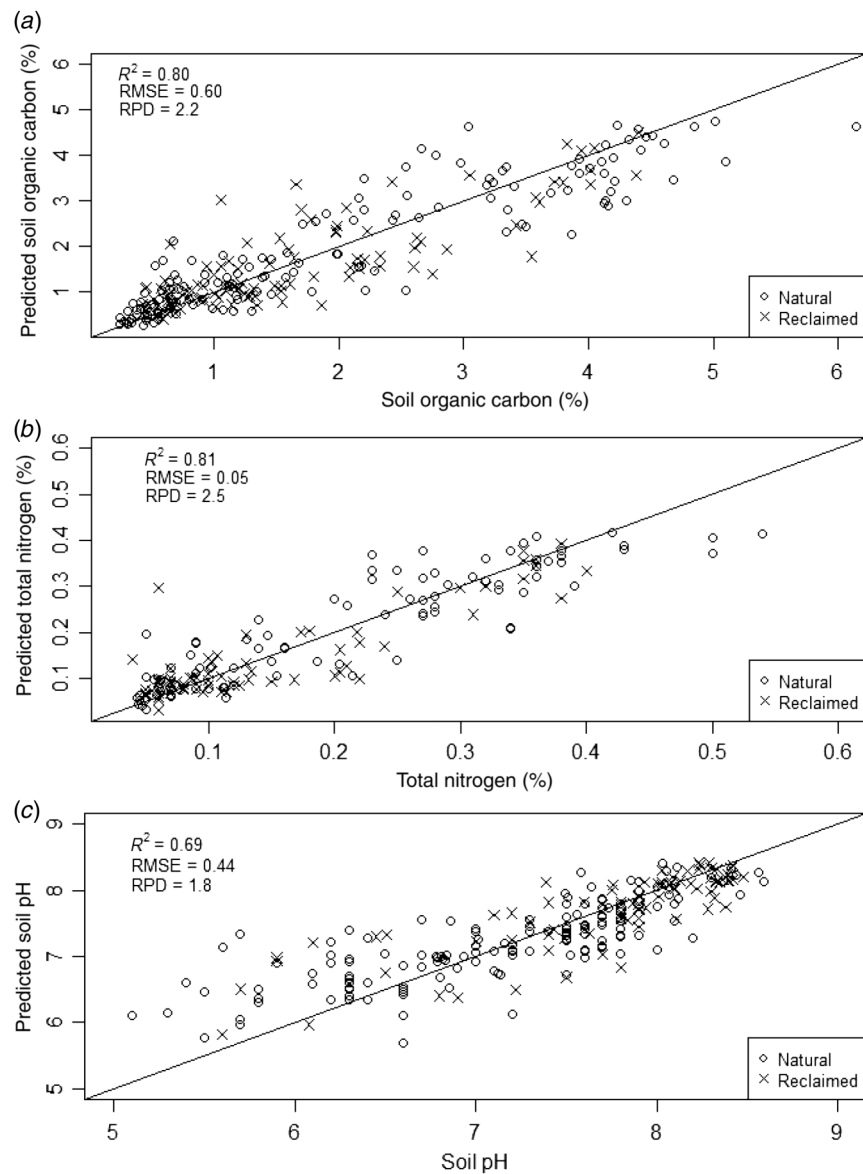 (a)
Predicted soil organic carbon (%)
6
5
4
3
2
1
R² = 0.80
RMSE = 0.60
RPD = 2.2
Natural
Reclaimed
1 2 3 4 5 6
Soil organic carbon (%)
(b)
Predicted total nitrogen (%)
0.6
0.5
0.4
0.3
0.2
0.1
R² = 0.81
RMSE = 0.05
RPD = 2.5
Natural
Reclaimed
0.1 0.2 0.3 0.4 0.5 0.6
Total nitrogen (%)
(c)
Predicted soil pH
9
8
7
6
5
R² = 0.69
RMSE = 0.44
RPD = 1.8
Natural
Reclaimed
5 6 7 8 9
Soil pH